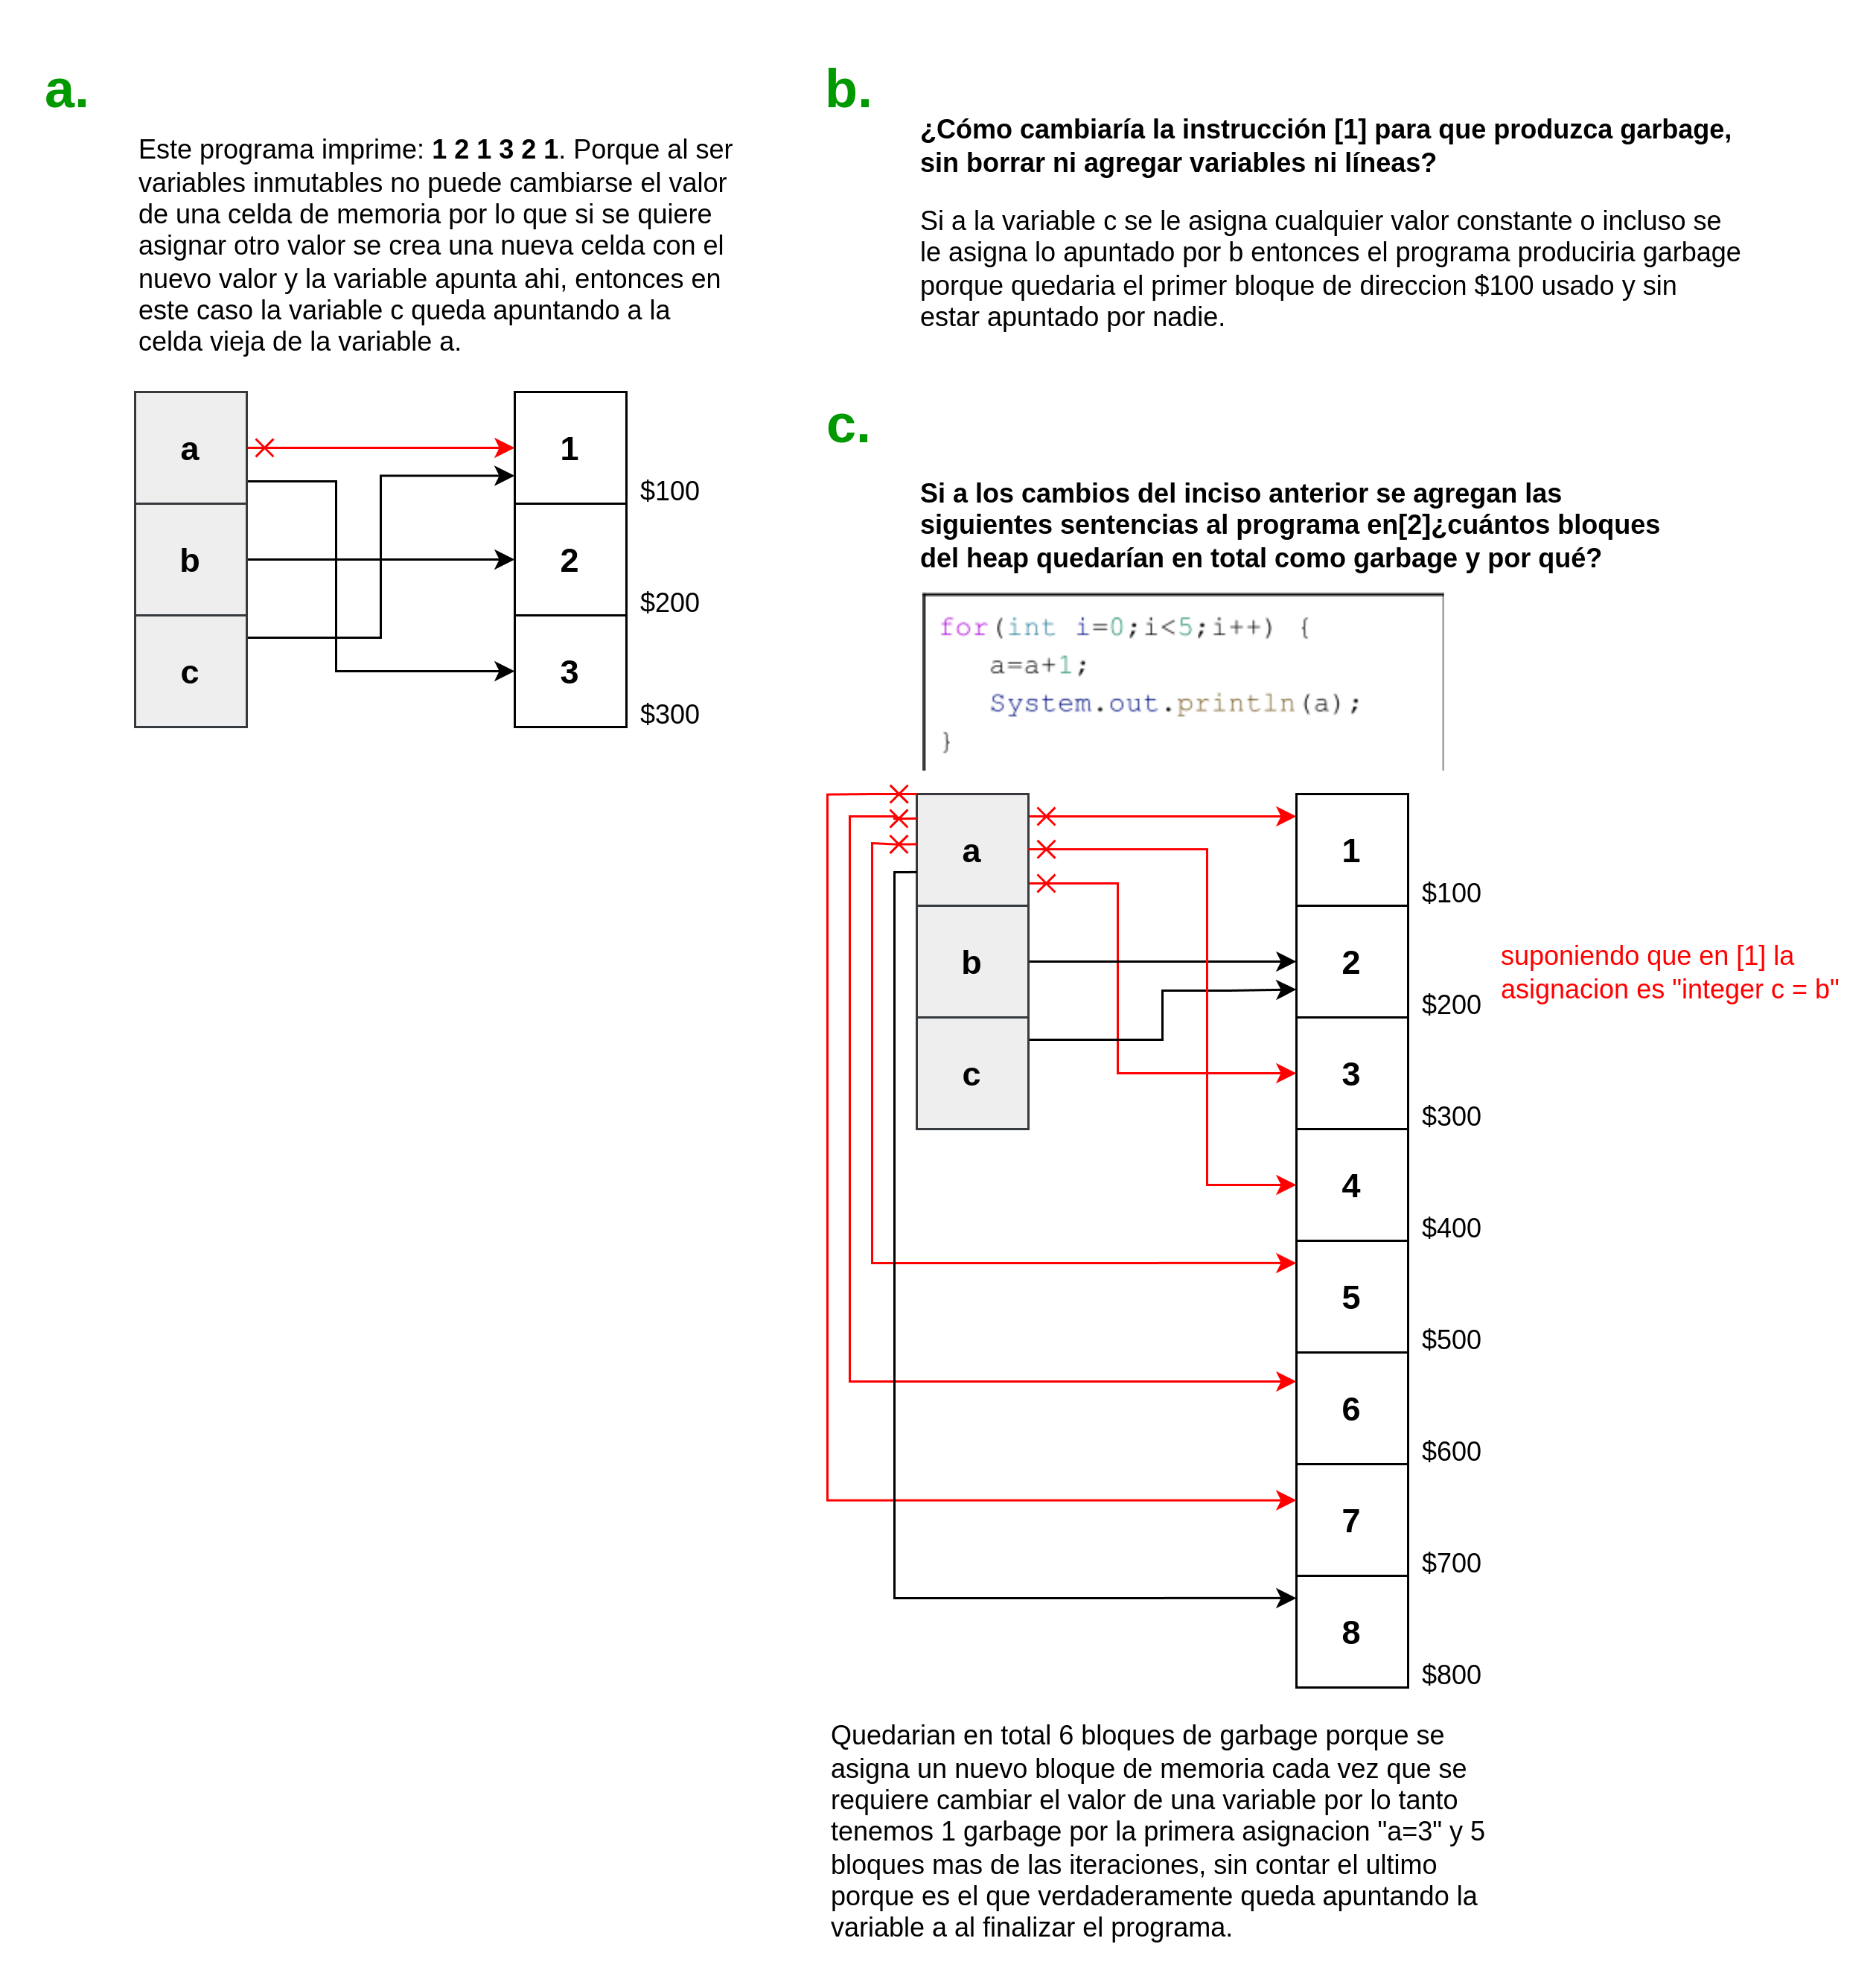 a.
Este programa imprime: 1 2 1 3 2 1. Porque al ser
variables inmutables no puede cambiarse el valor
de una celda de memoria por lo que si se quiere
asignar otro valor se crea una nueva celda con el
nuevo valor y la variable apunta ahi, entonces en
este caso la variable c queda apuntando a la
celda vieja de la variable a.
a
b
c
1
$100
2
$200
3
$300
b.
¿Cómo cambiaría la instrucción [1] para que produzca garbage,
sin borrar ni agregar variables ni líneas?
Si a la variable c se le asigna cualquier valor constante o incluso se
le asigna lo apuntado por b entonces el programa produciria garbage
porque quedaria el primer bloque de direccion $100 usado y sin
estar apuntado por nadie.
c.
Si a los cambios del inciso anterior se agregan las
siguientes sentencias al programa en[2]¿cuántos bloques
del heap quedarían en total como garbage y por qué?
for(int i=0;i<5;i++) {
a=a+1;
System.out.println(a);
}
a
b
c
1
$100
2
$200
3
$300
4
$400
5
$500
6
$600
7
$700
8
$800
suponiendo que en [1] la
asignacion es "integer c = b"
Quedarian en total 6 bloques de garbage porque se
asigna un nuevo bloque de memoria cada vez que se
requiere cambiar el valor de una variable por lo tanto
tenemos 1 garbage por la primera asignacion "a=3" y 5
bloques mas de las iteraciones, sin contar el ultimo
porque es el que verdaderamente queda apuntando la
variable a al finalizar el programa.